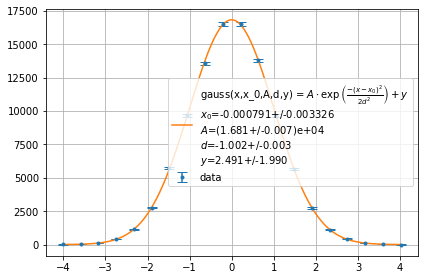 17500
15000
12500
10000
7500
5000
2500
0
gauss(x,x_0,A,d,y) = A · exp(−(x−x₀)²/2d²) + y
x₀=-0.000791+/-0.003326
A=(1.681+/-0.007)e+04
d=-1.002+/-0.003
y=2.491+/-1.990
data
−4 −3 −2 −1 0 1 2 3 4